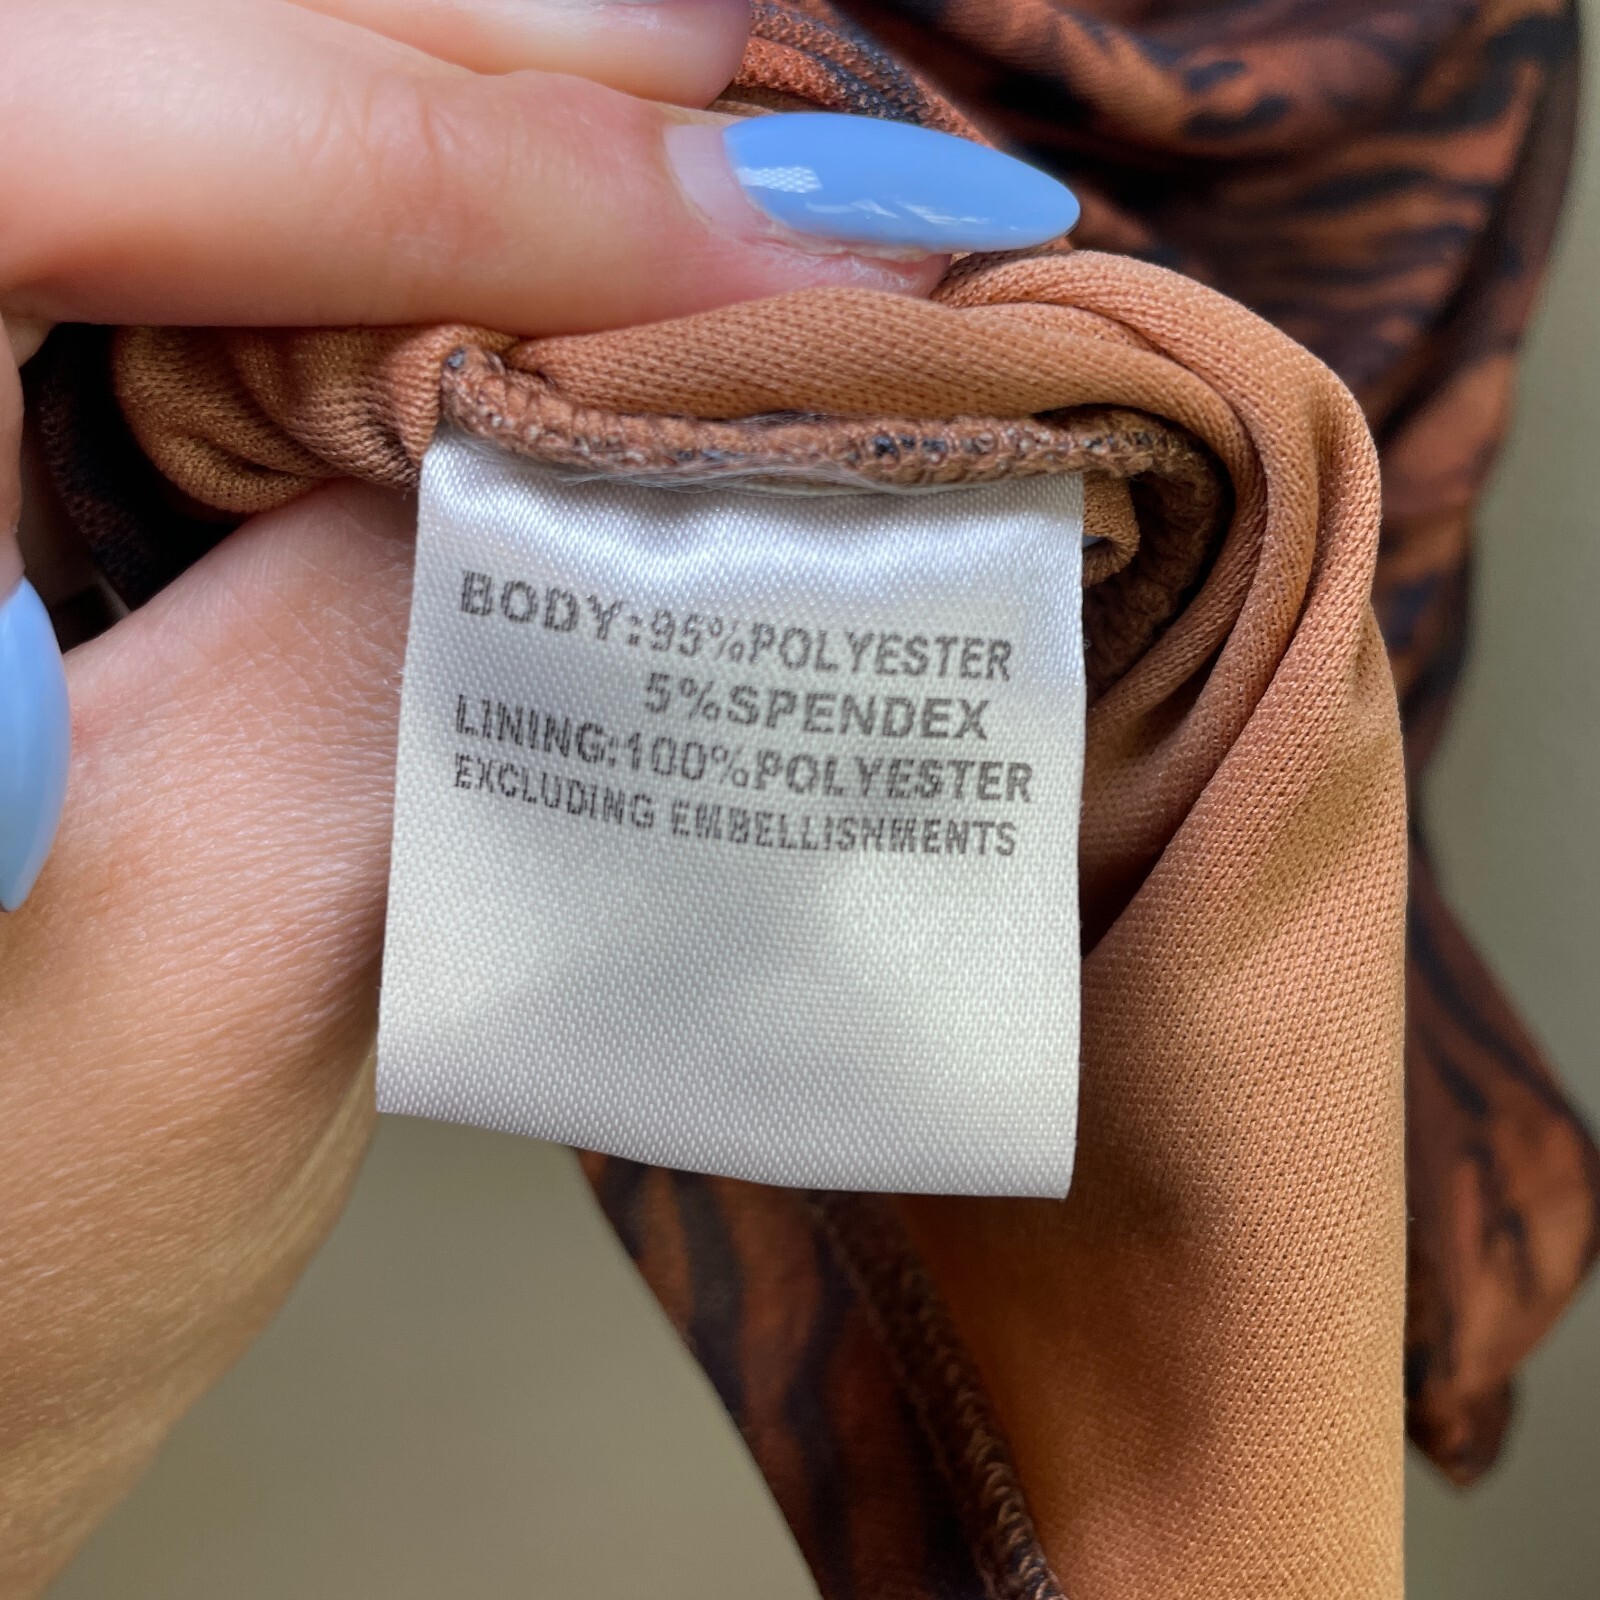 BODY:95%POLYESTER
5%SPENDEX
LINING:100%POLYESTER
EXCLUDING EMBELLISHMENTS